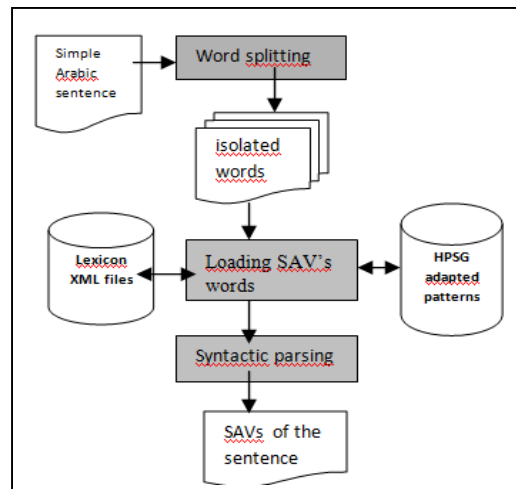 Simple
Arabic
sentence
Word splitting
isolated
words
Lexicon
XML files
Loading SAV's
words
HPSG
adapted
patterns
Syntactic parsing
SAVs of the
sentence